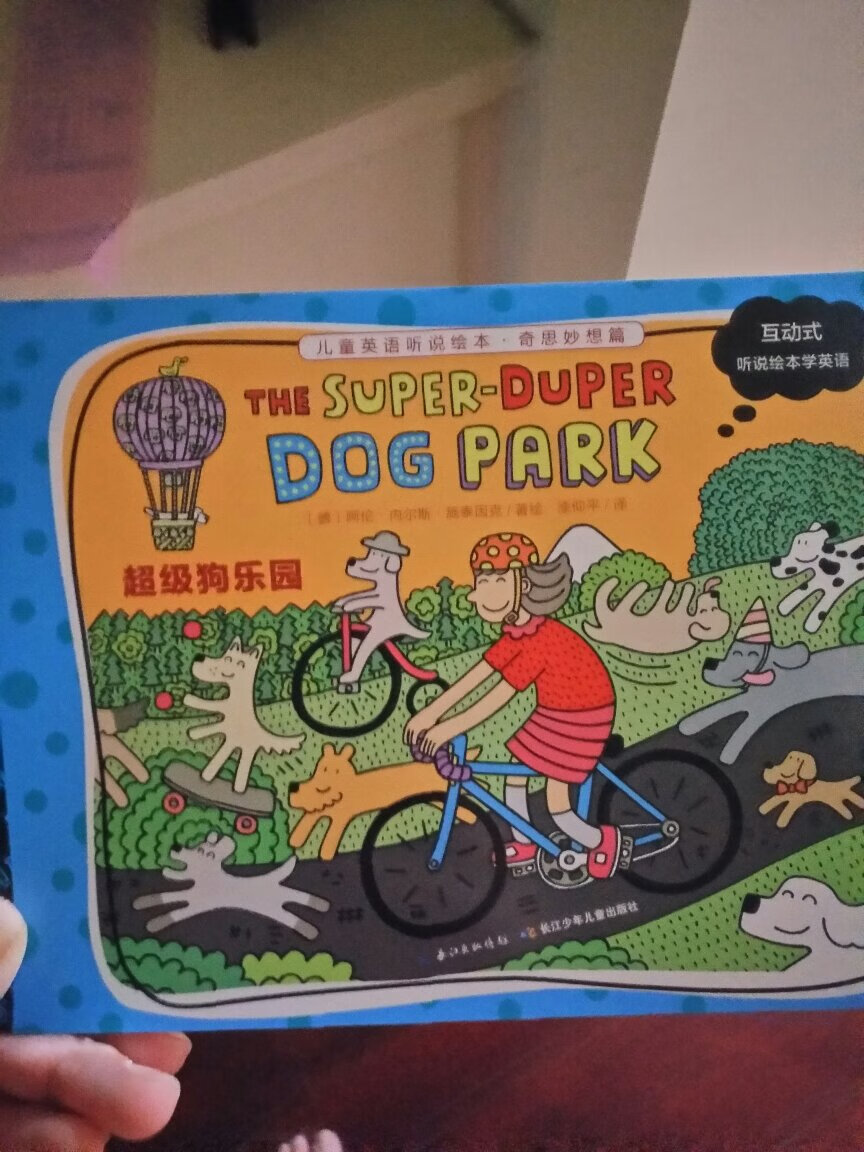 儿童英语听说绘本·奇思妙想篇
互动式
听说绘本学英语
THE SUPER-DUPER
DOG PARK
超级狗乐园
长江少年儿童出版社